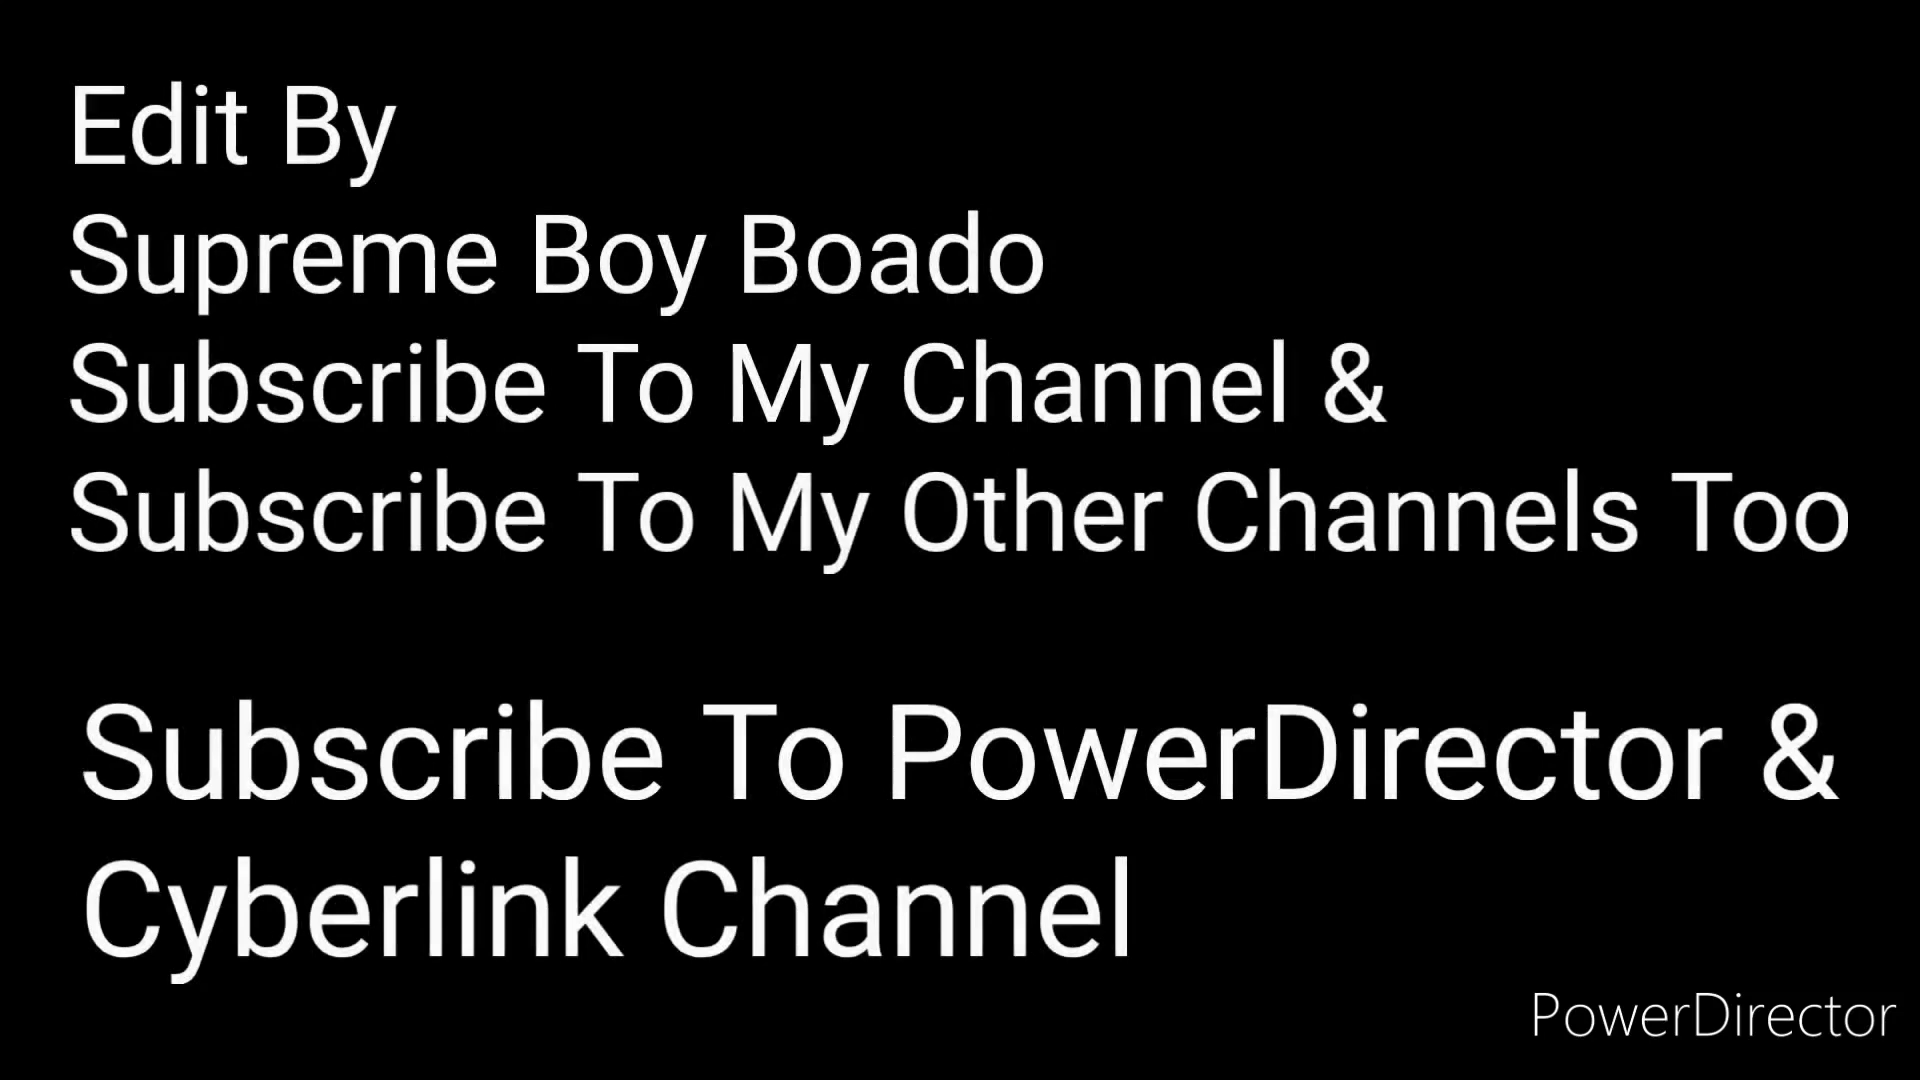 Edit By
Supreme Boy Boado
Subscribe To My Channel &
Subscribe To My Other Channels Too
Subscribe To PowerDirector &
Cyberlink Channel
PowerDirector